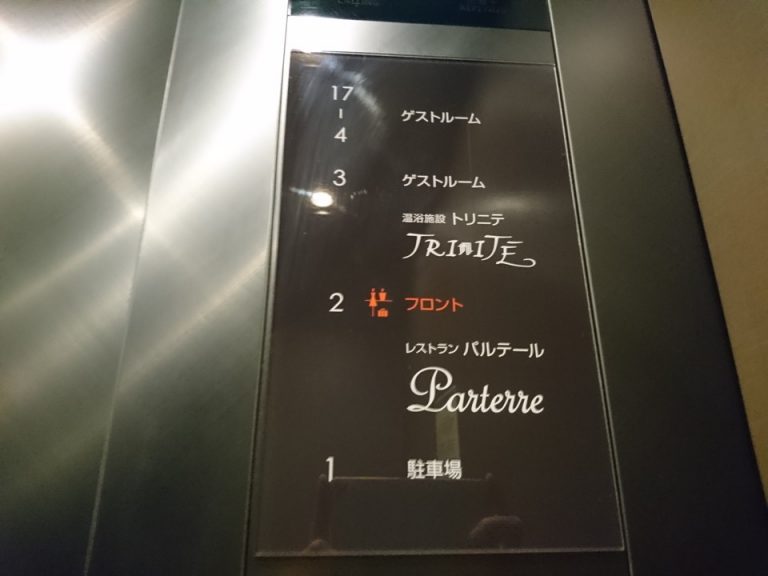 17
|
4
ゲストルーム
3
ゲストルーム
温浴施設 トリニテ
TRINITE
2
フロント
レストラン パルテール
Parterre
1
駐車場